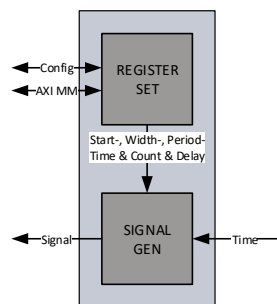 Config
AXI MM
REGISTER
SET
Start-, Width-, Period-
Time & Count & Delay
SIGNAL
GEN
Signal
Time